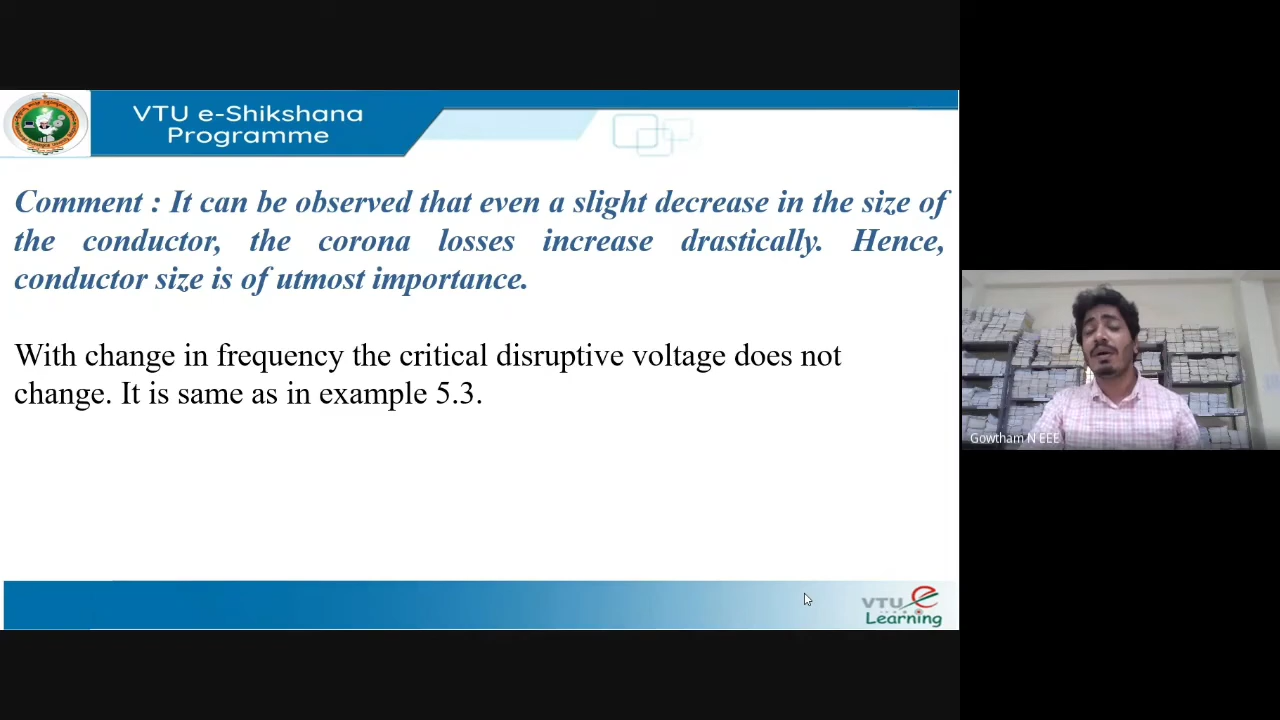 VTU e-Shikshana
Programme
Comment : It can be observed that even a slight decrease in the size of
the conductor, the corona losses increase drastically. Hence,
conductor size is of utmost importance.
With change in frequency the critical disruptive voltage does not
change. It is same as in example 5.3.
Gowtham N EEE
VTU e
Learning